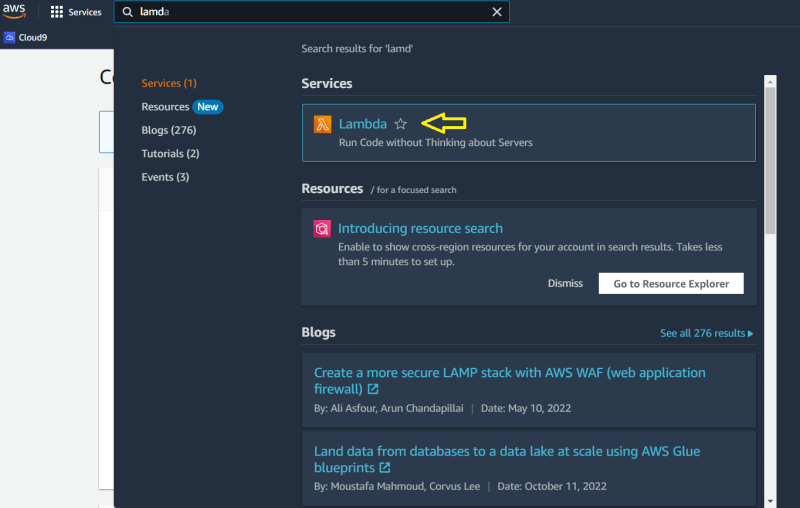 aws
Services
lamda
Cloud9
Search results for 'lamd'
Services (1)
Resources New
Blogs (276)
Tutorials (2)
Events (3)
Services
Lambda
Run Code without Thinking about Servers
Resources / for a focused search
Introducing resource search
Enable to show cross-region resources for your account in search results. Takes less
than 5 minutes to set up.
Dismiss
Go to Resource Explorer
Blogs
See all 276 results
Create a more secure LAMP stack with AWS WAF (web application
firewall)
By: Ali Asfour, Arun Chandapillai | Date: May 10, 2022
Land data from databases to a data lake at scale using AWS Glue
blueprints
By: Moustafa Mahmoud, Corvus Lee | Date: October 11, 2022